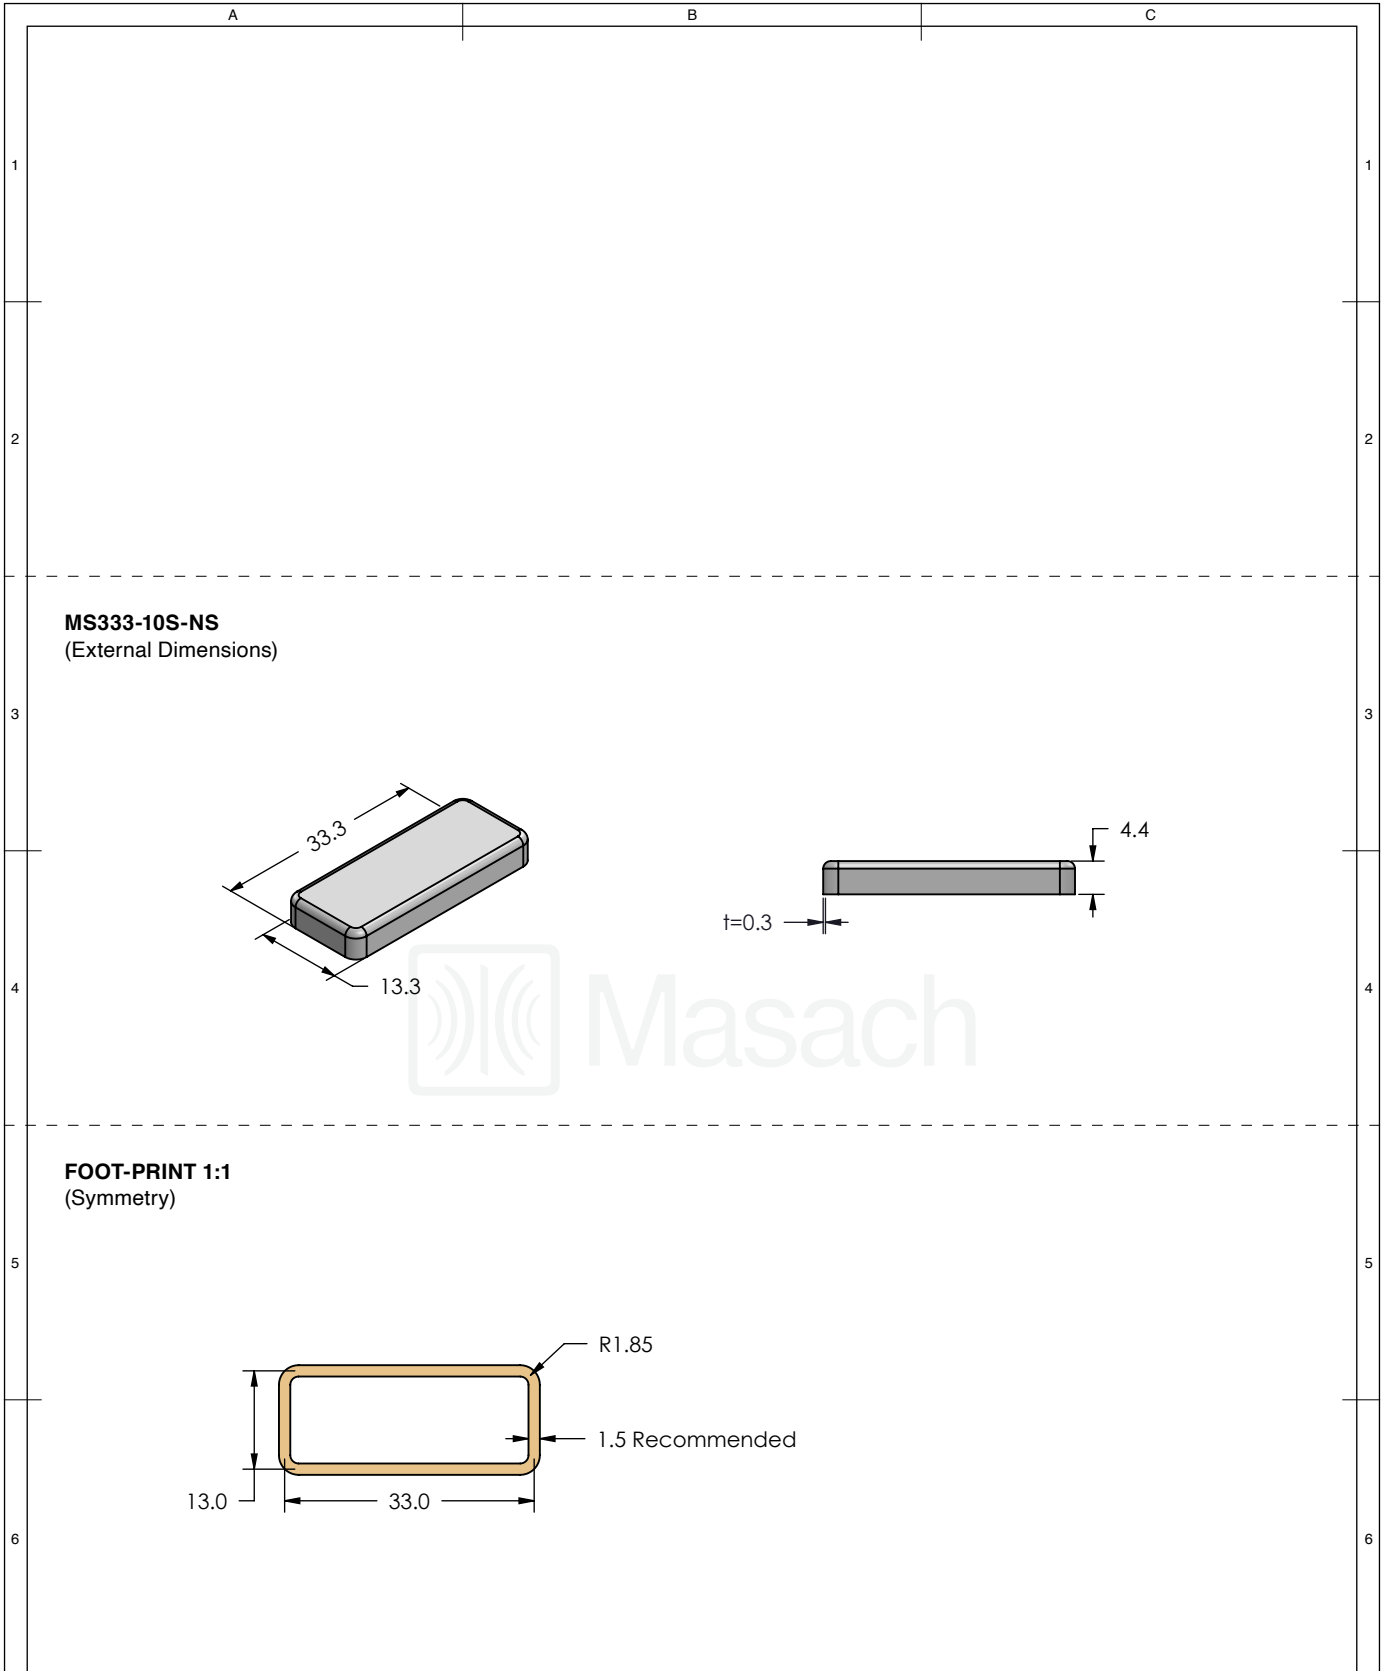 A B C
1 1
2 2
MS333-10S-NS
(External Dimensions)
3 3
33.3
4.4
t=0.3
13.3
4 4
Masach
FOOT-PRINT 1:1
(Symmetry)
5 5
R1.85
1.5 Recommended
13.0 33.0
6 6